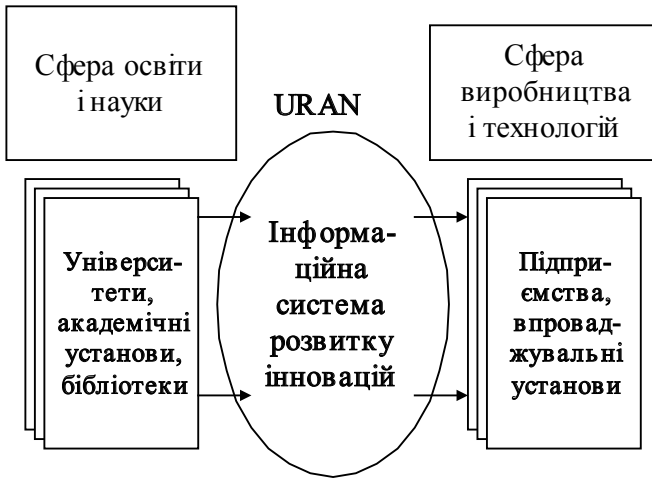 Сфера освіти
і науки
URAN
Сфера
виробництва
і технологій
Універси-
тети,
академічні
установи,
бібліотеки
Інформа-
ційна
система
розвитку
інновацій
Підпри-
ємства,
впровад-
жувальні
установи